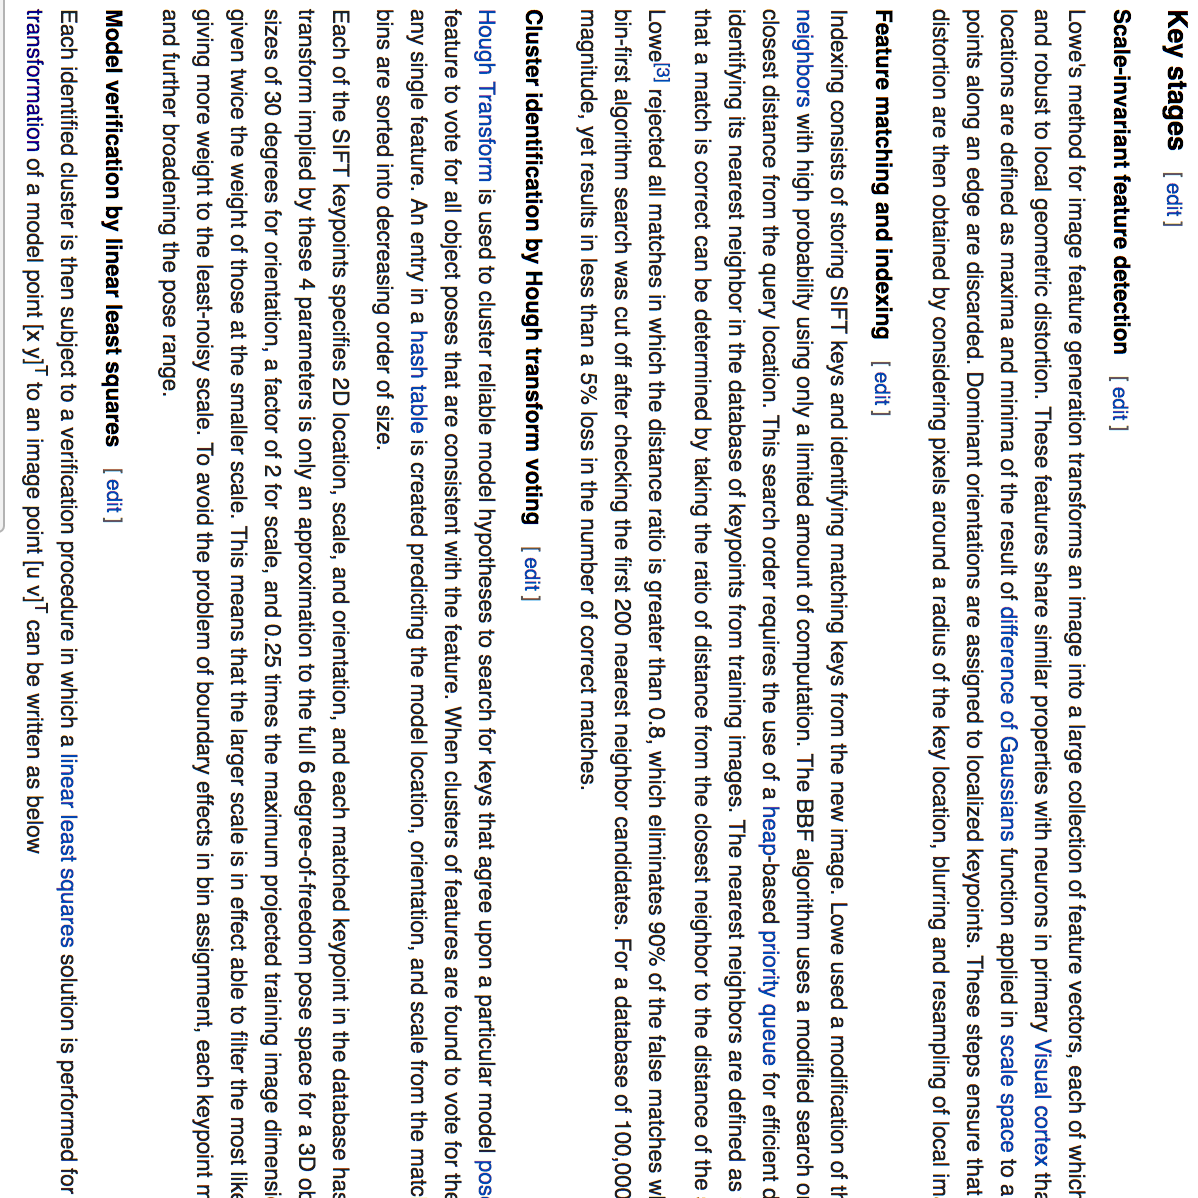 Key stages [ edit ]
Scale-invariant feature detection [ edit ]
Lowe's method for image feature generation transforms an image into a large collection of feature vectors, each of which
and robust to local geometric distortion. These features share similar properties with neurons in primary Visual cortex tha
locations are defined as maxima and minima of the result of difference of Gaussians function applied in scale space to a
points along an edge are discarded. Dominant orientations are assigned to localized keypoints. These steps ensure that
distortion are then obtained by considering pixels around a radius of the key location, blurring and resampling of local im
Feature matching and indexing [ edit ]
Indexing consists of storing SIFT keys and identifying matching keys from the new image. Lowe used a modification of th
neighbors with high probability using only a limited amount of computation. The BBF algorithm uses a modified search o
closest distance from the query location. This search order requires the use of a heap-based priority queue for efficient d
identifying its nearest neighbor in the database of keypoints from training images. The nearest neighbors are defined as
that a match is correct can be determined by taking the ratio of distance from the closest neighbor to the distance of the
Lowe[3] rejected all matches in which the distance ratio is greater than 0.8, which eliminates 90% of the false matches wh
bin-first algorithm search was cut off after checking the first 200 nearest neighbor candidates. For a database of 100,000
magnitude, yet results in less than a 5% loss in the number of correct matches.
Cluster identification by Hough transform voting [ edit ]
Hough Transform is used to cluster reliable model hypotheses to search for keys that agree upon a particular model pose
feature to vote for all object poses that are consistent with the feature. When clusters of features are found to vote for the
any single feature. An entry in a hash table is created predicting the model location, orientation, and scale from the matc
bins are sorted into decreasing order of size.
Each of the SIFT keypoints specifies 2D location, scale, and orientation, and each matched keypoint in the database has
transform implied by these 4 parameters is only an approximation to the full 6 degree-of-freedom pose space for a 3D ob
sizes of 30 degrees for orientation, a factor of 2 for scale, and 0.25 times the maximum projected training image dimensi
given twice the weight of those at the smaller scale. This means that the larger scale is in effect able to filter the most like
giving more weight to the least-noisy scale. To avoid the problem of boundary effects in bin assignment, each keypoint m
and further broadening the pose range.
Model verification by linear least squares [ edit ]
Each identified cluster is then subject to a verification procedure in which a linear least squares solution is performed for
transformation of a model point [x y]ᵀ to an image point [u v]ᵀ can be written as below